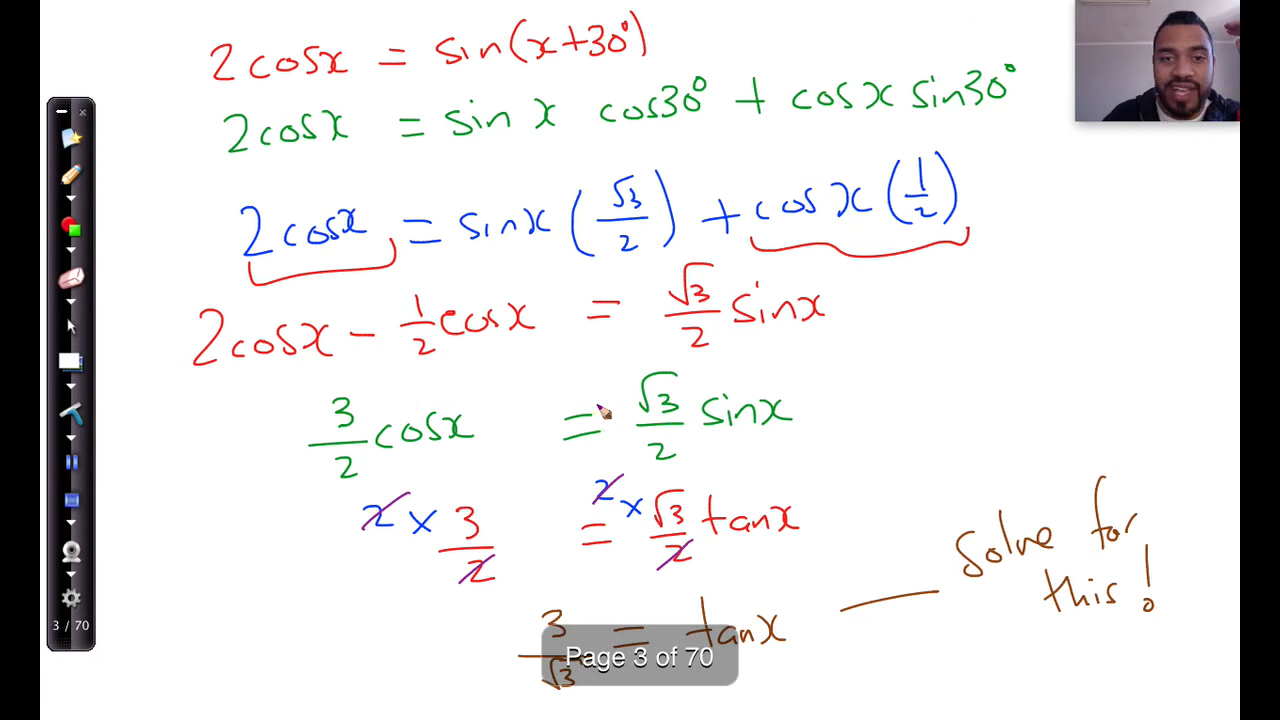 2cosx = sin(x+30°)
2cosx = sin x cos30° + cosx sin30°
2cosx = sinx (√3/2) + cosx (1/2)
2cosx - 1/2 cosx = √3/2 sinx
3/2 cosx = √3/2 sinx
2 × 3/2 = 2 × √3/2 tanx
3/√3 = tanx — Solve for this!
3 / 70
Page 3 of 70